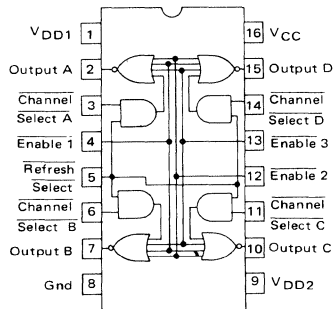 VDD1 1
16 VCC
Output A 2
15 Output D
Channel
Select A 3
14 Channel
Select D
Enable 1 4
13 Enable 3
Refresh
Select 5
12 Enable 2
Channel
Select B 6
11 Channel
Select C
Output B 7
10 Output C
Gnd 8
9 VDD2